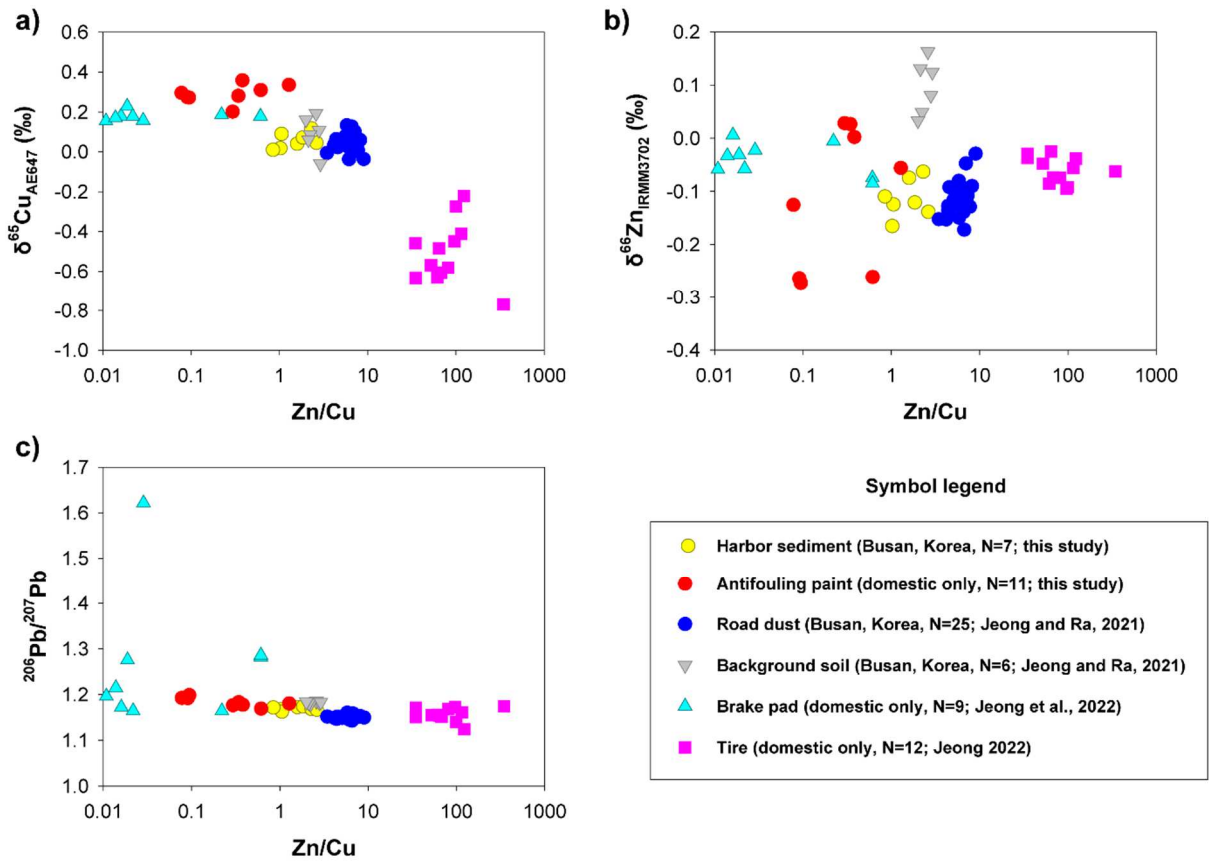 a)
0.6
0.4
0.2
0.0
-0.2
-0.4
-0.6
-0.8
-1.0
δ65CuAE647 (‰)
0.01 0.1 1 10 100 1000
Zn/Cu
b)
0.2
0.1
0.0
-0.1
-0.2
-0.3
-0.4
δ66ZnIRMM3702 (‰)
0.01 0.1 1 10 100 1000
Zn/Cu
c)
1.7
1.6
1.5
1.4
1.3
1.2
1.1
1.0
206Pb/207Pb
0.01 0.1 1 10 100 1000
Zn/Cu
Symbol legend
Harbor sediment (Busan, Korea, N=7; this study)
Antifouling paint (domestic only, N=11; this study)
Road dust (Busan, Korea, N=25; Jeong and Ra, 2021)
Background soil (Busan, Korea, N=6; Jeong and Ra, 2021)
Brake pad (domestic only, N=9; Jeong et al., 2022)
Tire (domestic only, N=12; Jeong 2022)